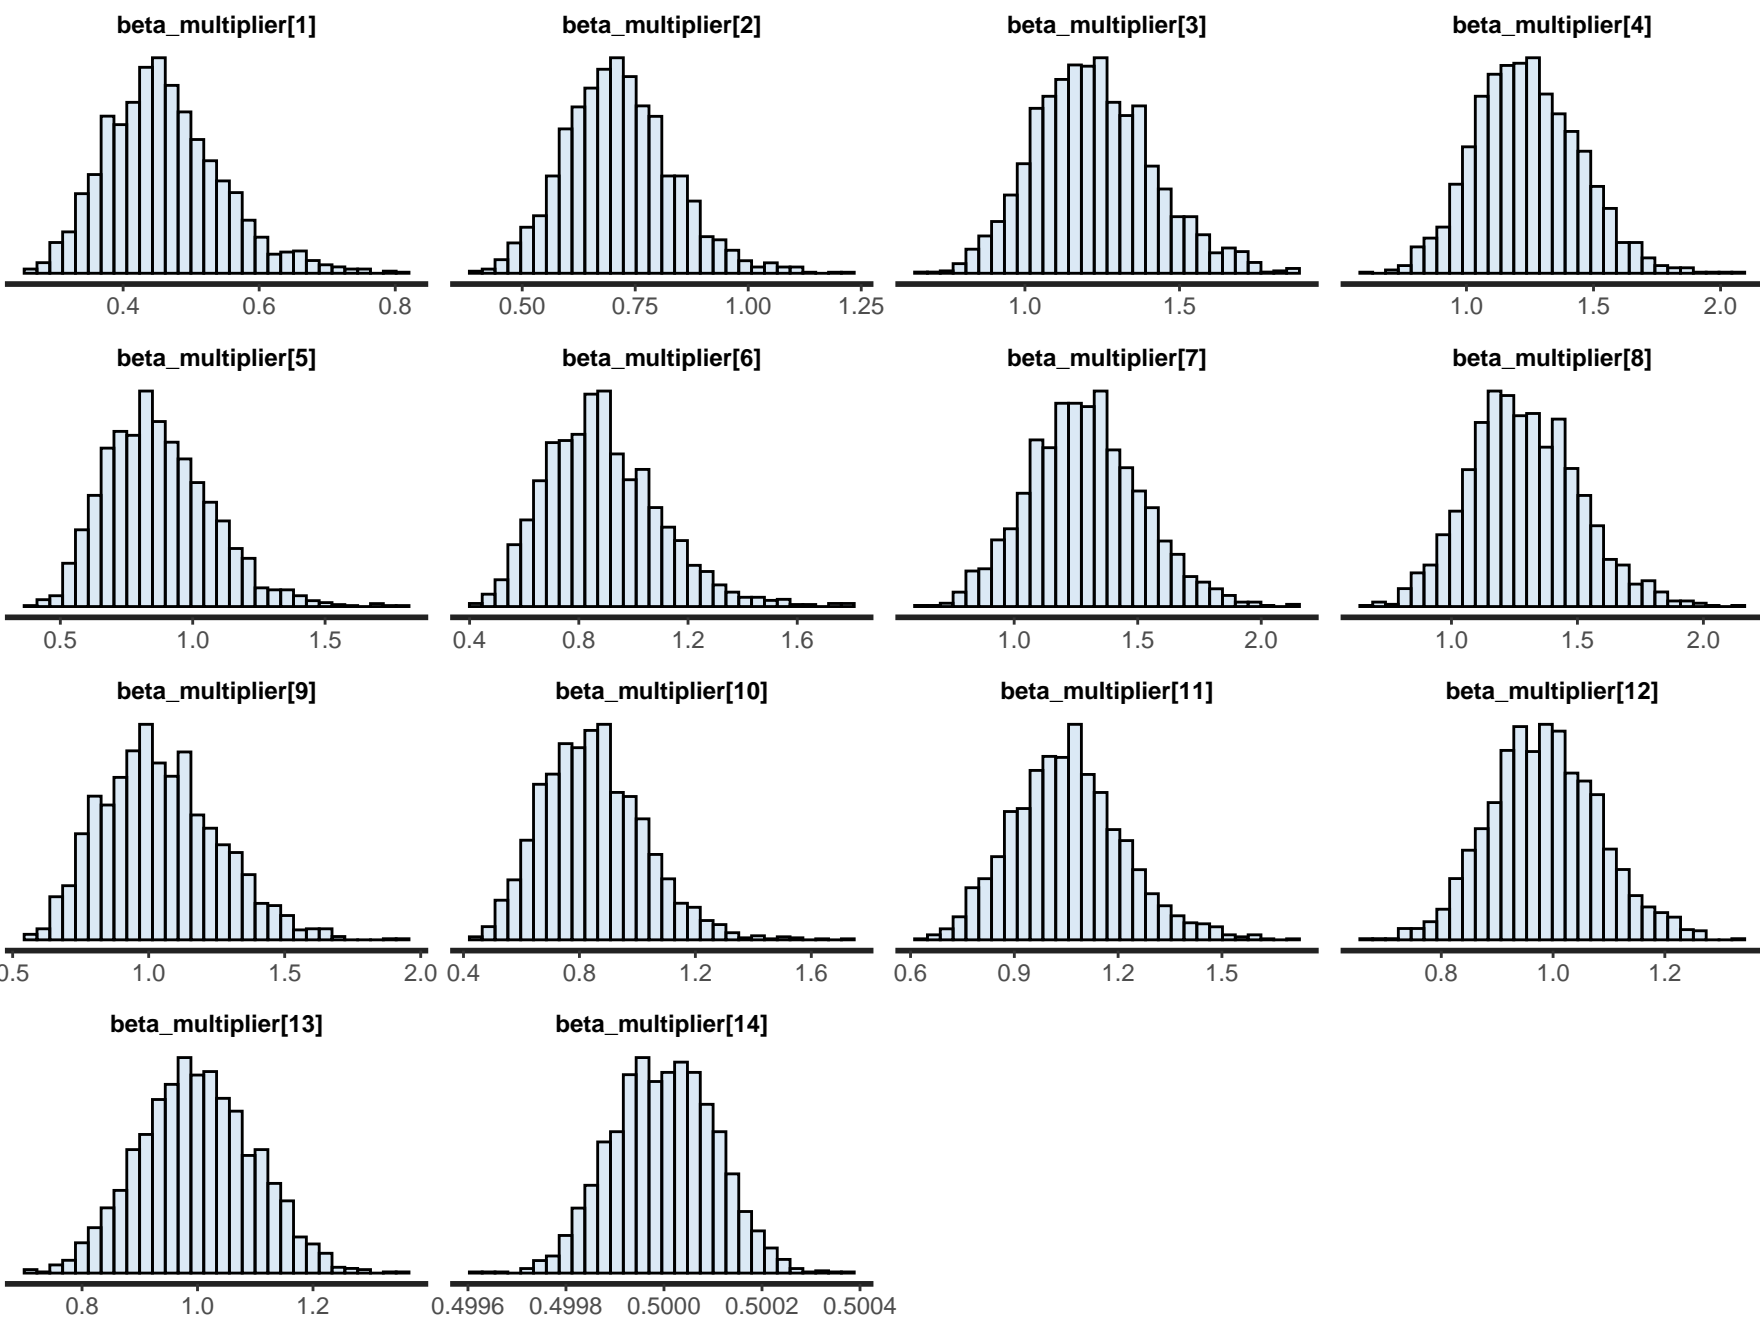 beta_multiplier[1] beta_multiplier[2] beta_multiplier[3] beta_multiplier[4]
0.4 0.6 0.8 0.50 0.75 1.00 1.25 1.0 1.5 1.0 1.5 2.0
beta_multiplier[5] beta_multiplier[6] beta_multiplier[7] beta_multiplier[8]
0.5 1.0 1.5 0.4 0.8 1.2 1.6 1.0 1.5 2.0 1.0 1.5 2.0
beta_multiplier[9] beta_multiplier[10] beta_multiplier[11] beta_multiplier[12]
0.5 1.0 1.5 2.0 0.4 0.8 1.2 1.6 0.6 0.9 1.2 1.5 0.8 1.0 1.2
beta_multiplier[13] beta_multiplier[14]
0.8 1.0 1.2 0.4996 0.4998 0.5000 0.5002 0.5004